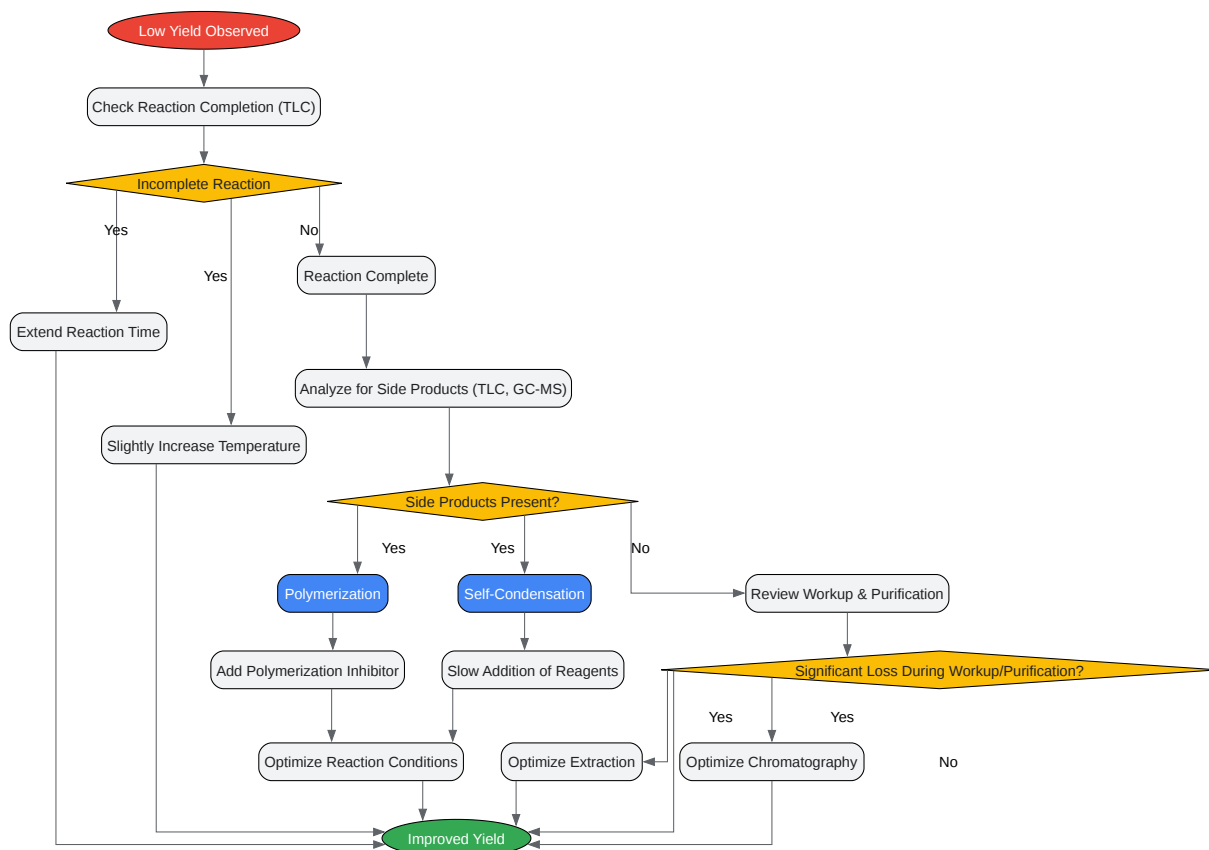 Low Yield Observed
Check Reaction Completion (TLC)
Incomplete Reaction
Yes
No
Yes
Reaction Complete
Extend Reaction Time
Analyze for Side Products (TLC, GC-MS)
Slightly Increase Temperature
Side Products Present?
Yes
Yes
No
Polymerization
Self-Condensation
Review Workup & Purification
Add Polymerization Inhibitor
Slow Addition of Reagents
Significant Loss During Workup/Purification?
Yes
Yes
Optimize Reaction Conditions
Optimize Extraction
Optimize Chromatography
No
Improved Yield